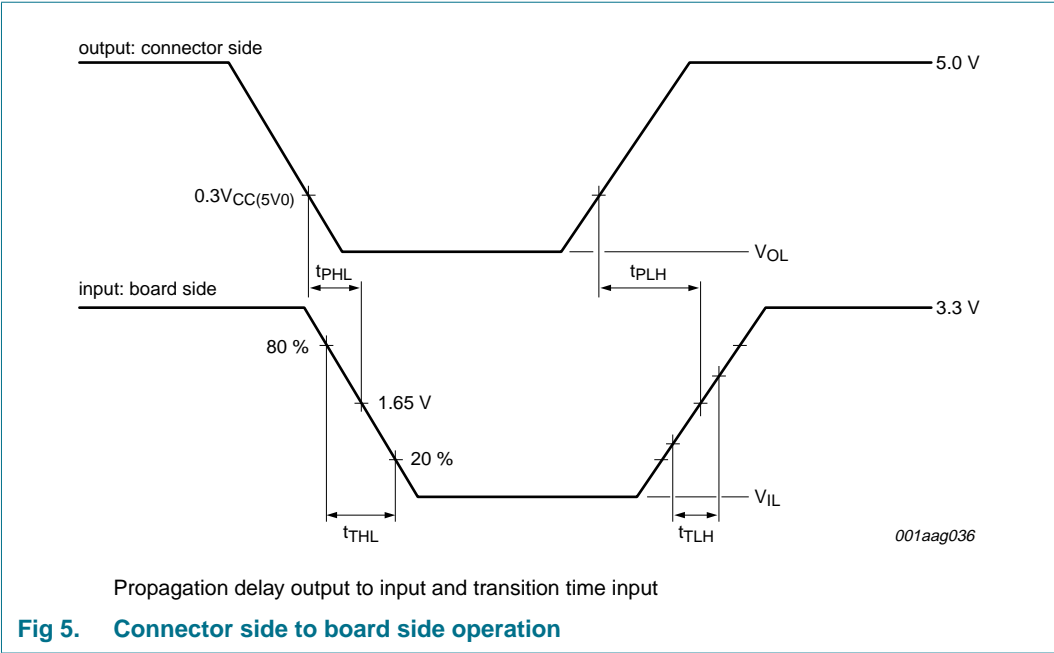 output: connector side
5.0 V
0.3VCC(5V0)
VOL
tPHL
tPLH
input: board side
3.3 V
80 %
1.65 V
20 %
VIL
tTHL
tTLH
001aag036
Propagation delay output to input and transition time input
Fig 5. Connector side to board side operation